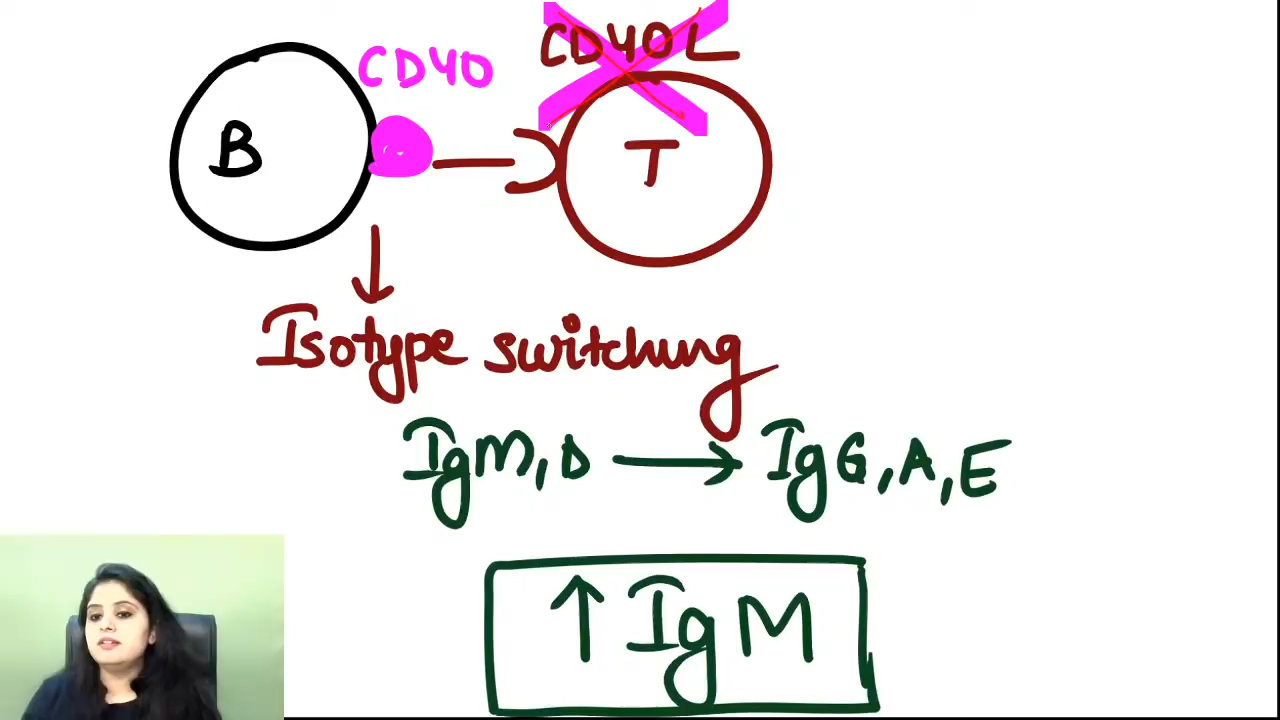 CD40L
CD40
B
T
Isotype switching
IgM, D → IgG, A, E
↑ IgM